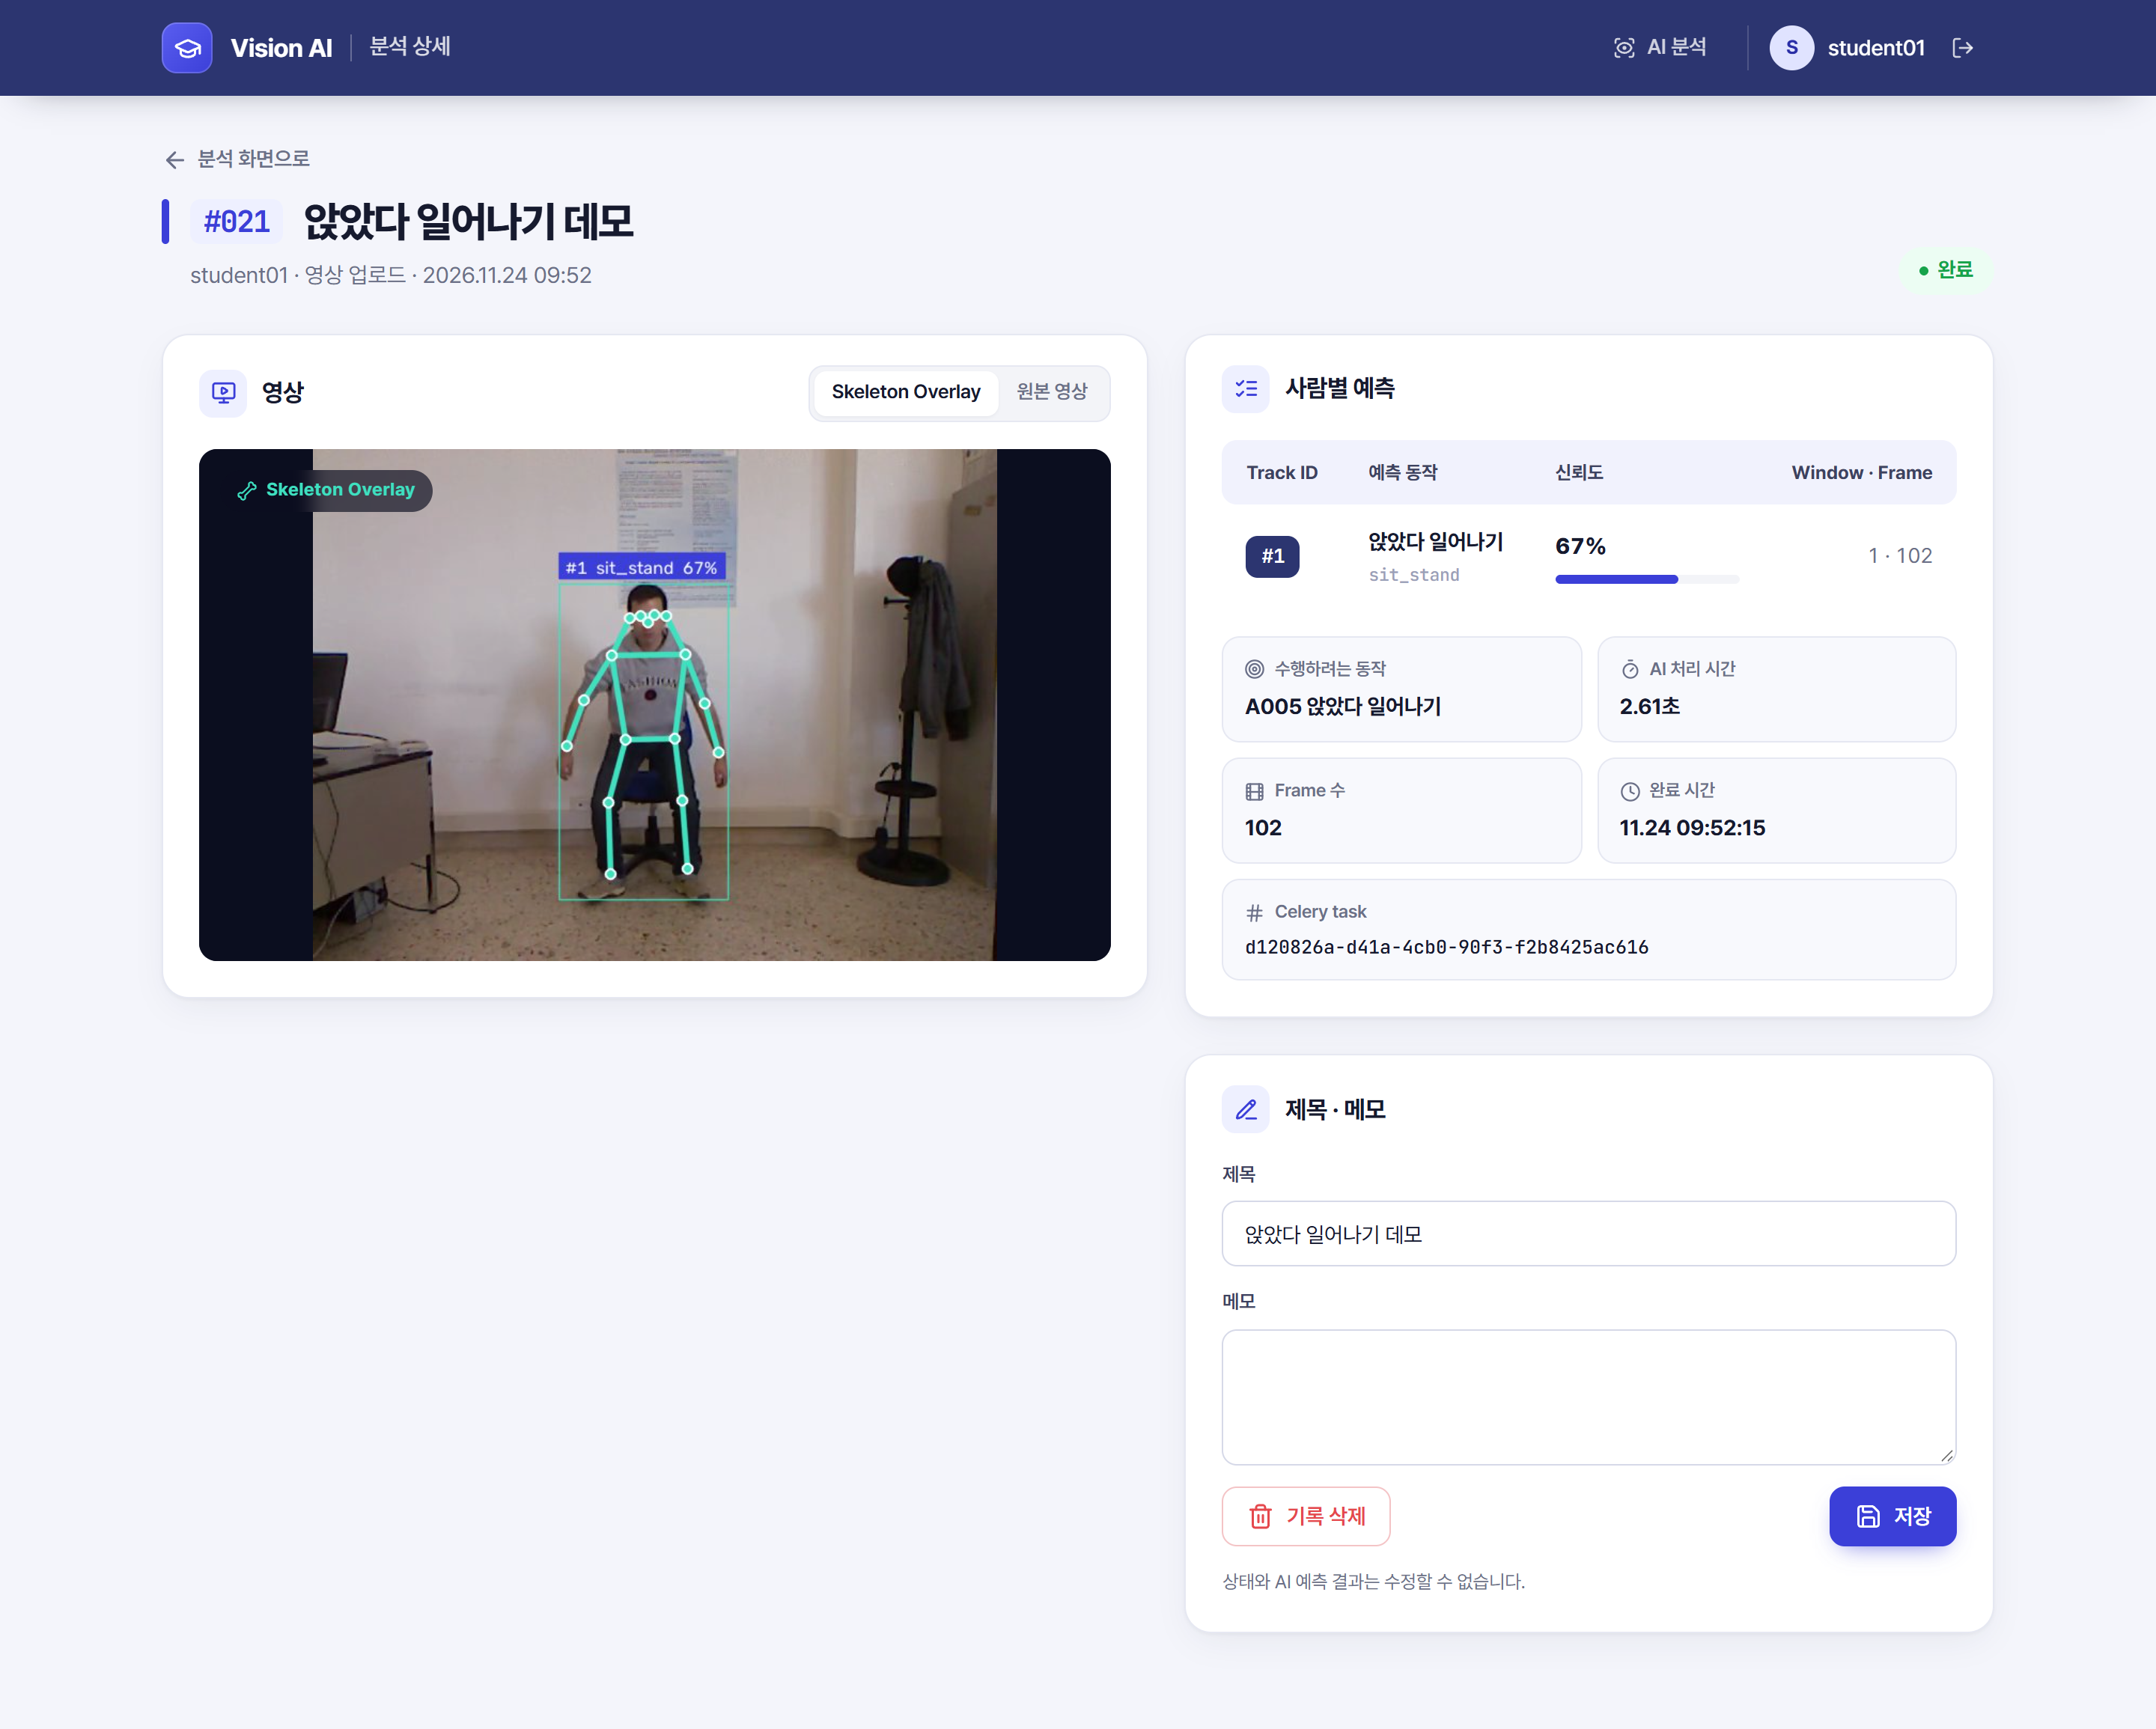 Vision AI
분석 상세
AI 분석
S
student01
분석 화면으로
#021
앉았다 일어나기 데모
student01 · 영상 업로드 · 2026.11.24 09:52
완료
영상
Skeleton Overlay
원본 영상
Skeleton Overlay
#1 sit_stand 67%
FASHION
사람별 예측
Track ID 예측 동작 신뢰도 Window · Frame
#1 앉았다 일어나기 67% 1 · 102
sit_stand
수행하려는 동작
A005 앉았다 일어나기
AI 처리 시간
2.61초
Frame 수
102
완료 시간
11.24 09:52:15
Celery task
d120826a-d41a-4cb0-90f3-f2b8425ac616
제목 · 메모
제목
앉았다 일어나기 데모
메모
기록 삭제
저장
상태와 AI 예측 결과는 수정할 수 없습니다.